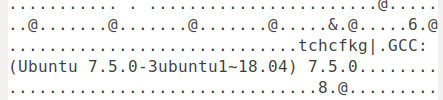 ........... . ......................@.....
..@.......@.......@.......@.....&.@.....6.@
.............................tchcfkg|.GCC:
(Ubuntu 7.5.0-3ubuntu1~18.04) 7.5.0........
...............................8.@.........